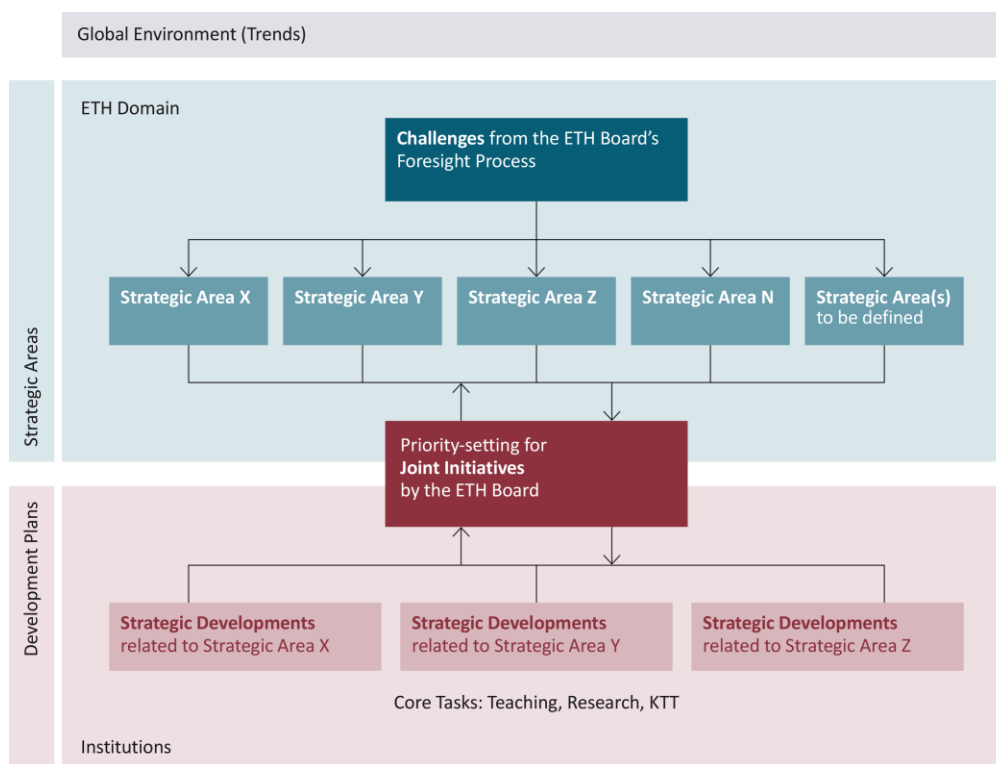 Global Environment (Trends)
ETH Domain
Challenges from the ETH Board's
Foresight Process
Strategic Area X
Strategic Area Y
Strategic Area Z
Strategic Area N
Strategic Area(s)
to be defined
Strategic Areas
Priority-setting for
Joint Initiatives
by the ETH Board
Development Plans
Strategic Developments
related to Strategic Area X
Strategic Developments
related to Strategic Area Y
Strategic Developments
related to Strategic Area Z
Core Tasks: Teaching, Research, KTT
Institutions